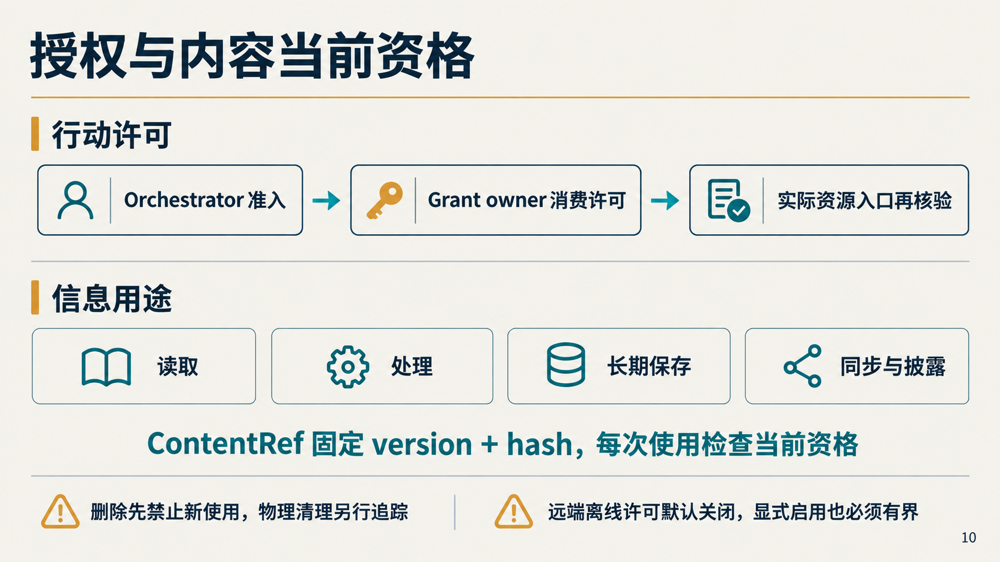 授权与内容当前资格
行动许可
Orchestrator 准入
Grant owner 消费许可
实际资源入口再核验
信息用途
读取
处理
长期保存
同步与披露
ContentRef 固定 version + hash，每次使用检查当前资格
删除先禁止新使用，物理清理另行追踪
远端离线许可默认关闭，显式启用也必须有界
10